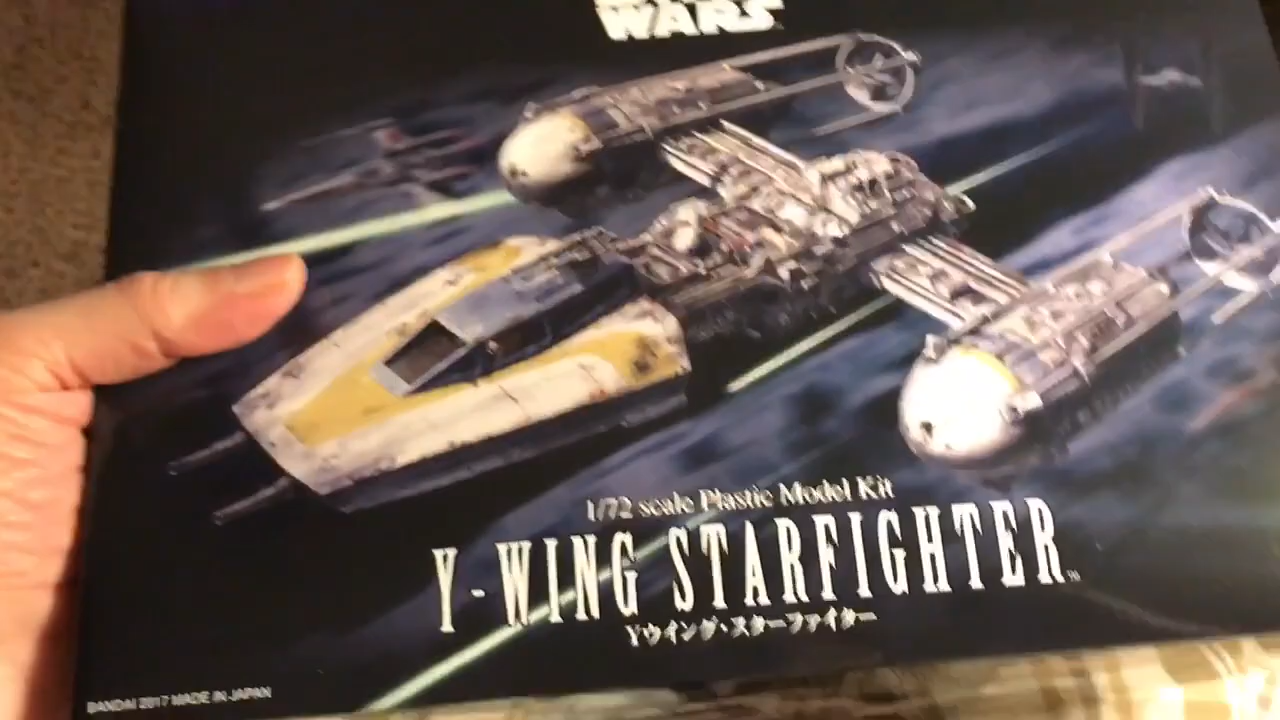 WARS
1/72 scale Plastic Model Kit
Y-WING STARFIGHTER™
Yウイング・スターファイター
BANDAI 2017 MADE IN JAPAN